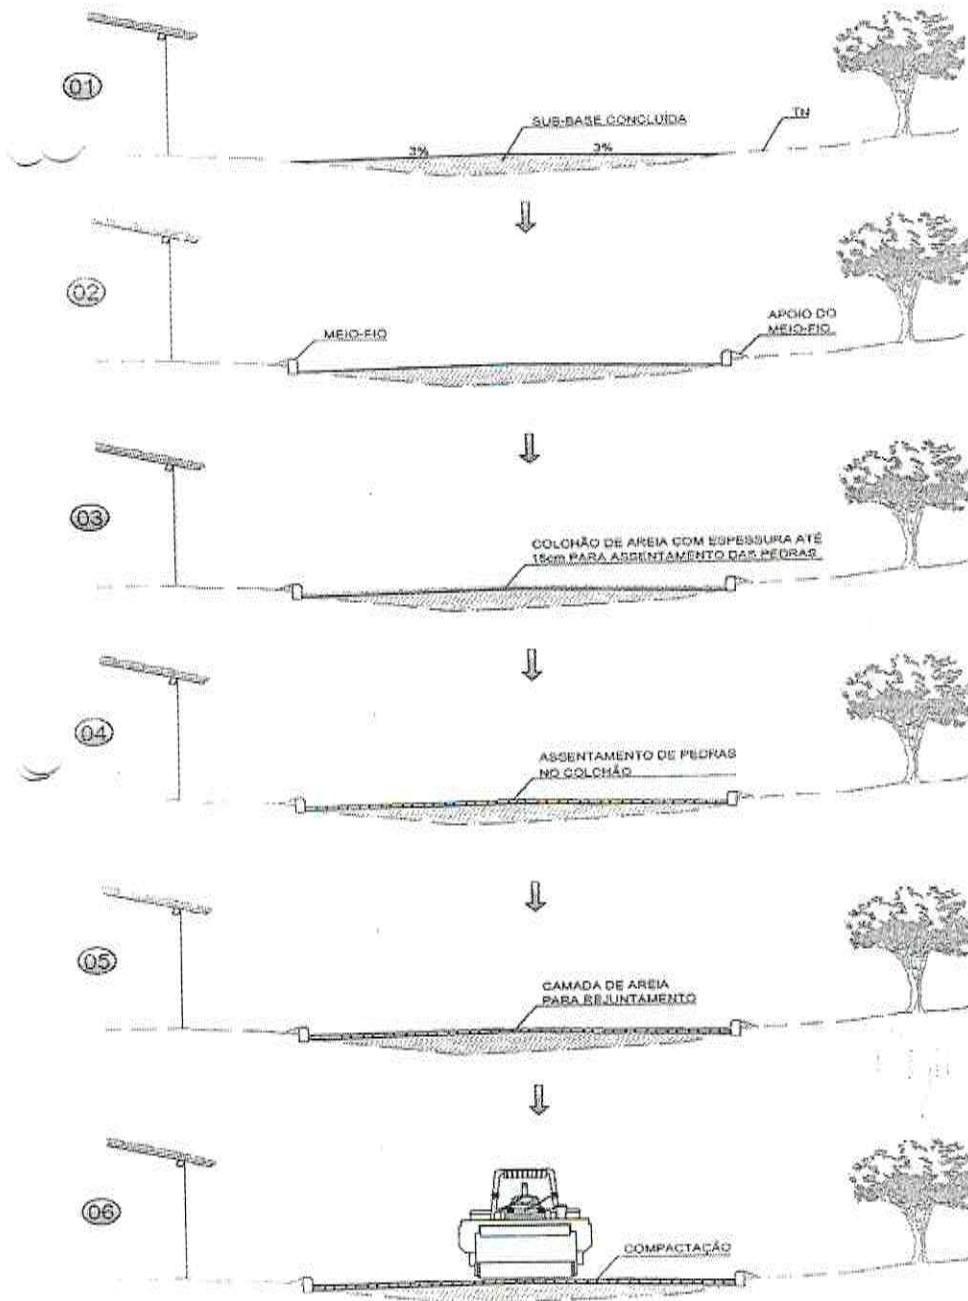 01
SUB-BASE CONCLUÍDA
TN
3%
3%
02
MEIO-FIO
APOIO DO
MEIO-FIO
03
COLCHÃO DE AREIA COM ESPESSURA ATÉ
15cm PARA ASSENTAMENTO DAS PEDRAS
04
ASSENTAMENTO DE PEDRAS
NO COLCHÃO
05
CAMADA DE AREIA
PARA REJUNTAMENTO
06
COMPACTAÇÃO